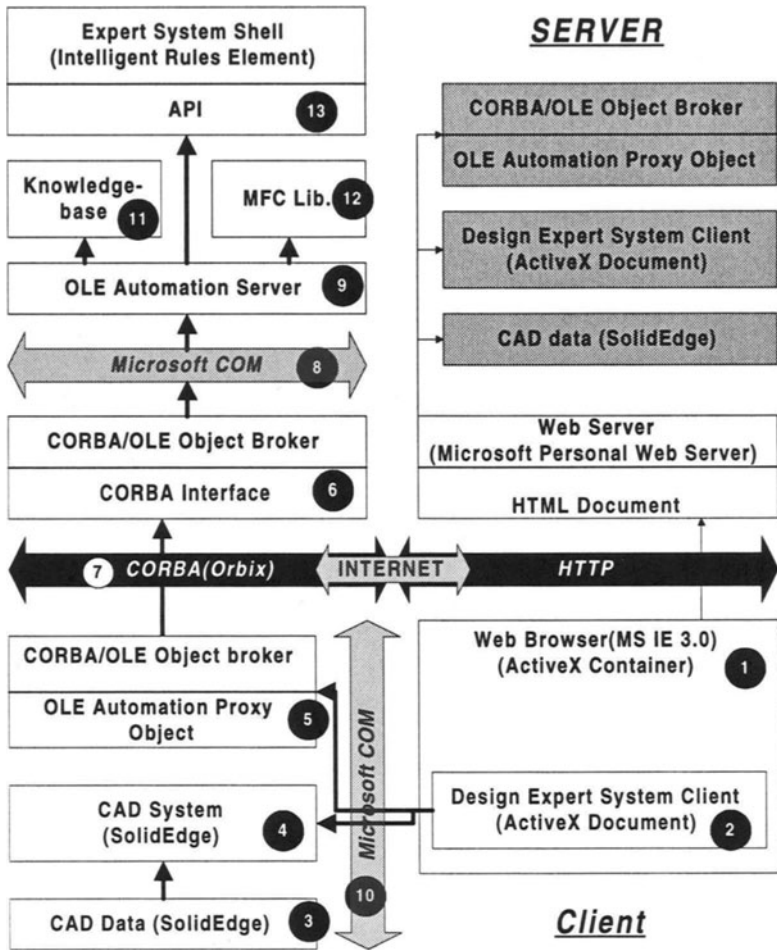 Expert System Shell
(Intelligent Rules Element)
API
13
Knowledge-
base
11
MFC Lib.
12
OLE Automation Server
9
Microsoft COM
8
CORBA/OLE Object Broker
CORBA Interface
6
SERVER
CORBA/OLE Object Broker
OLE Automation Proxy Object
Design Expert System Client
(ActiveX Document)
CAD data (SolidEdge)
Web Server
(Microsoft Personal Web Server)
HTML Document
7
CORBA(Orbix)
INTERNET
HTTP
CORBA/OLE Object broker
OLE Automation Proxy
Object
5
CAD System
(SolidEdge)
4
CAD Data (SolidEdge)
3
Microsoft COM
10
Web Browser(MS IE 3.0)
(ActiveX Container)
1
Design Expert System Client
(ActiveX Document)
2
Client